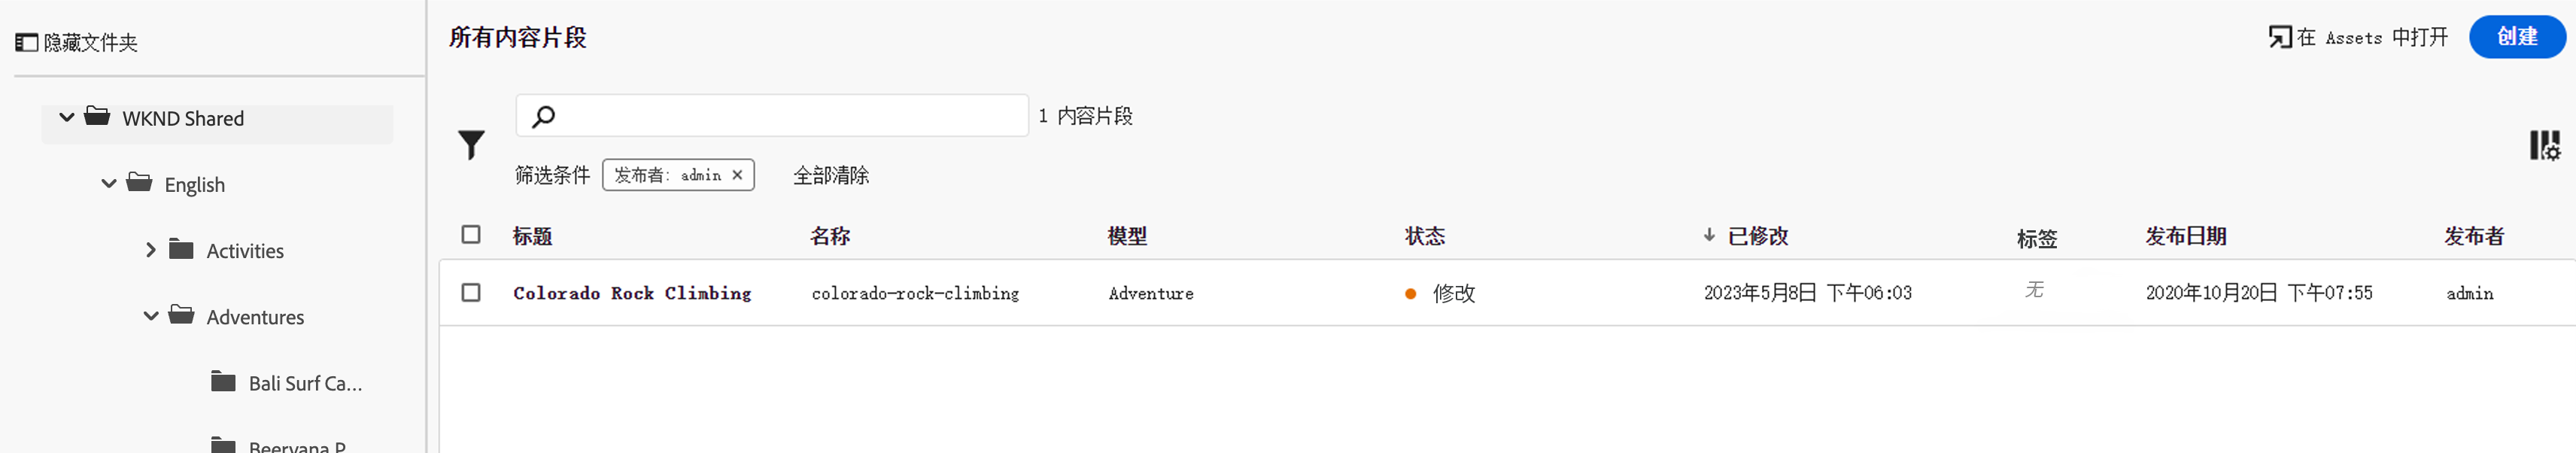 隐藏文件夹
WKND Shared
English
Activities
Adventures
Bali Surf Ca...
Beervana P
所有内容片段
在 Assets 中打开
创建
1 内容片段
筛选条件 发布者: admin × 全部清除
标题 名称 模型 状态 ↓ 已修改 标签 发布日期 发布者
Colorado Rock Climbing colorado-rock-climbing Adventure 修改 2023年5月8日 下午06:03 无 2020年10月20日 下午07:55 admin